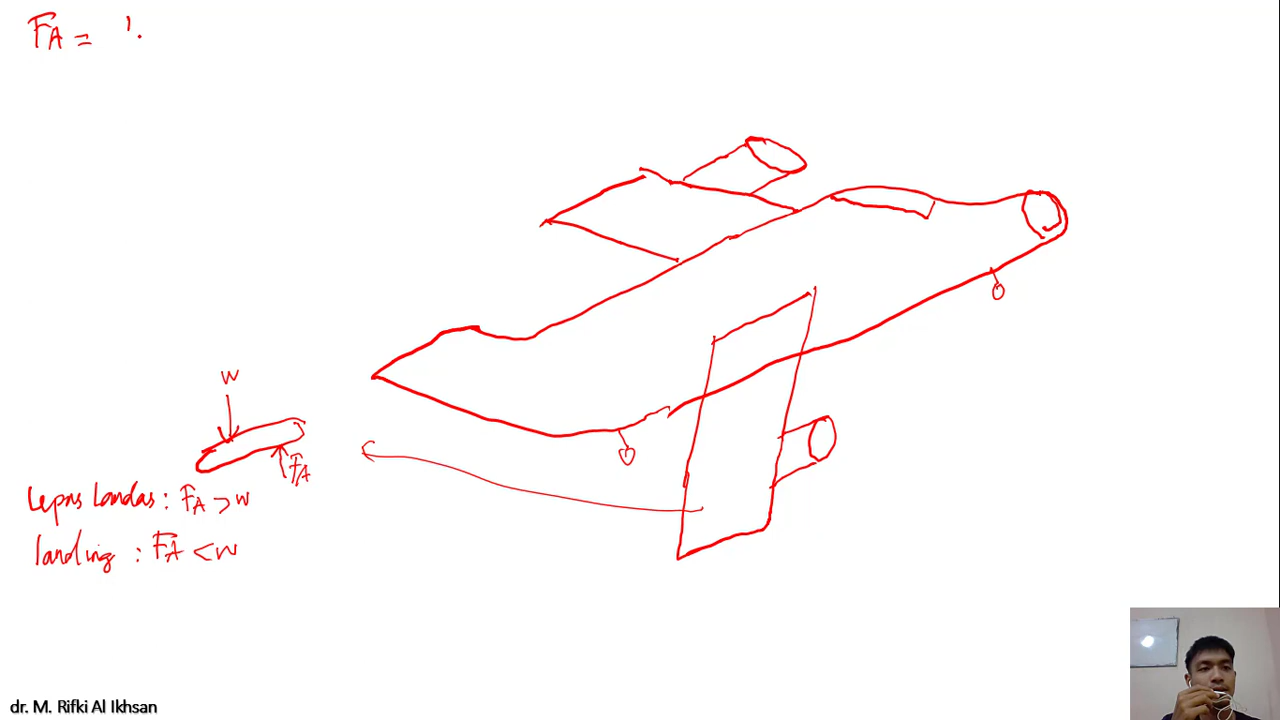 FA =
W
FA
Lepas landas : FA > W
landing : FA < W
dr. M. Rifki Al Ikhsan